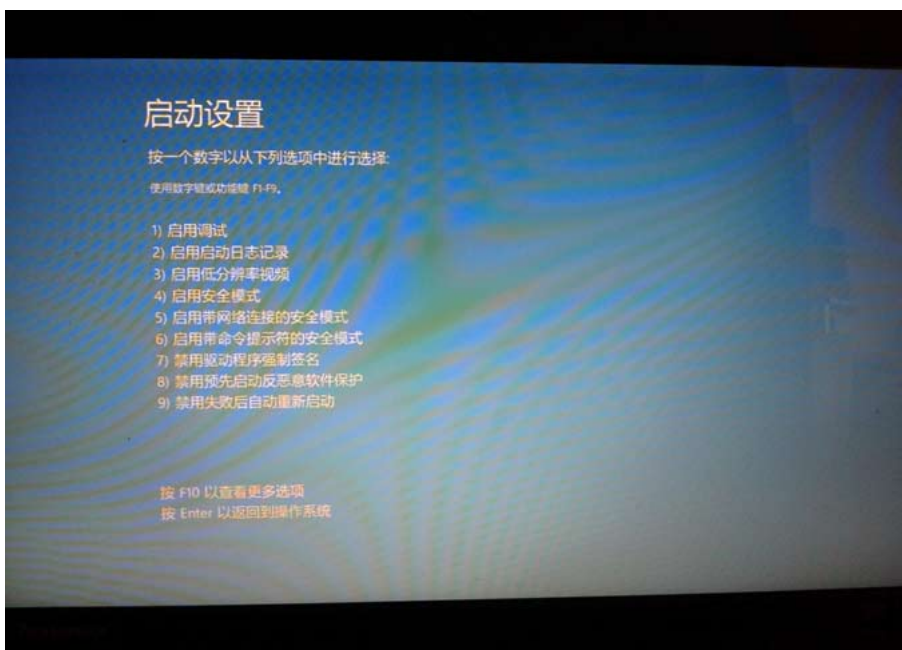 启动设置
按一个数字以从下列选项中进行选择:
使用数字键或功能键 F1-F9。
1) 启用调试
2) 启用启动日志记录
3) 启用低分辨率视频
4) 启用安全模式
5) 启用带网络连接的安全模式
6) 启用带命令提示符的安全模式
7) 禁用驱动程序强制签名
8) 禁用预先启动反恶意软件保护
9) 禁用失败后自动重新启动
按 F10 以查看更多选项
按 Enter 以返回到操作系统